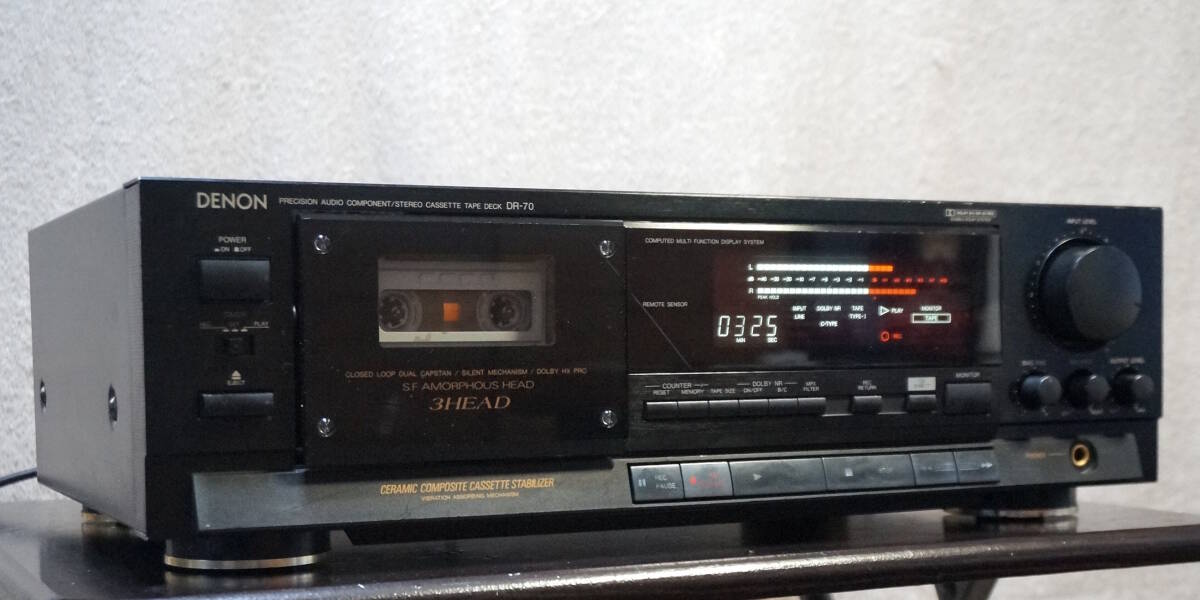 DENON PRECISION AUDIO COMPONENT/STEREO CASSETTE TAPE DECK DR-70
POWER
ON OFF
PLAY
EJECT
CLOSED LOOP DUAL CAPSTAN / SILENT MECHANISM / DOLBY HX PRO
S.F. AMORPHOUS HEAD
3HEAD
CERAMIC COMPOSITE CASSETTE STABILIZER
VIBRATION ABSORBING MECHANISM
COMPUTED MULTI FUNCTION DISPLAY SYSTEM
L
R
PEAK HOLD
REMOTE SENSOR
0325
MIN SEC
INPUT
LINE
DOLBY NR
C-TYPE
TAPE
TYPE-I
PLAY
REC
MONITOR
TAPE
COUNTER
RESET MEMORY TAPE SIZE
DOLBY NR
ON/OFF B/C
MPX
FILTER
REC
RETURN
MONITOR
REC
PAUSE
INPUT LEVEL
OUTPUT LEVEL
PHONES